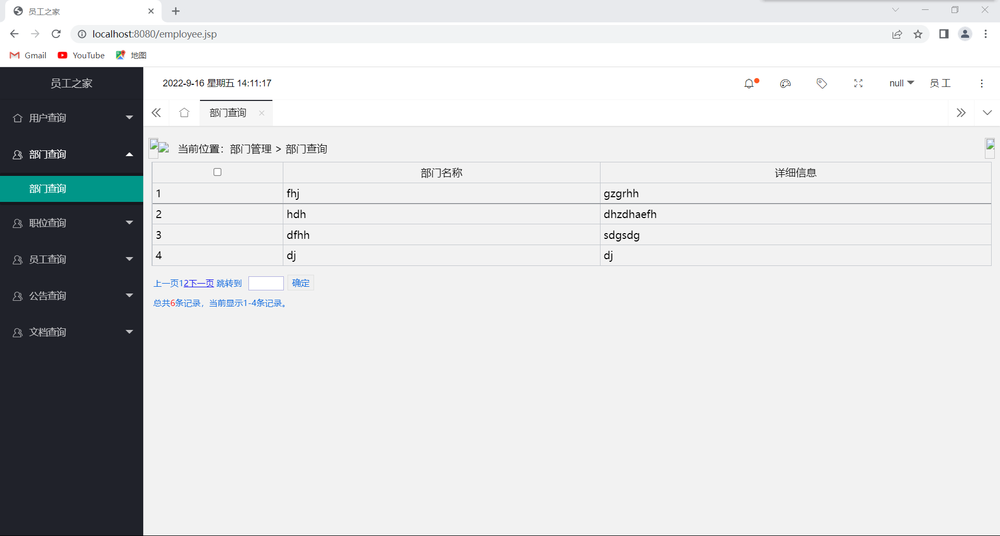 员工之家
localhost:8080/employee.jsp
Gmail YouTube 地图
员工之家
2022-9-16 星期五 14:11:17 null 员 工
部门查询
用户查询
部门查询
部门查询
职位查询
员工查询
公告查询
文档查询
当前位置：部门管理 > 部门查询
部门名称 详细信息
1 fhj gzgrhh
2 hdh dhzdhaefh
3 dfhh sdgsdg
4 dj dj
上一页12下一页 跳转到 确定
总共6条记录，当前显示1-4条记录。